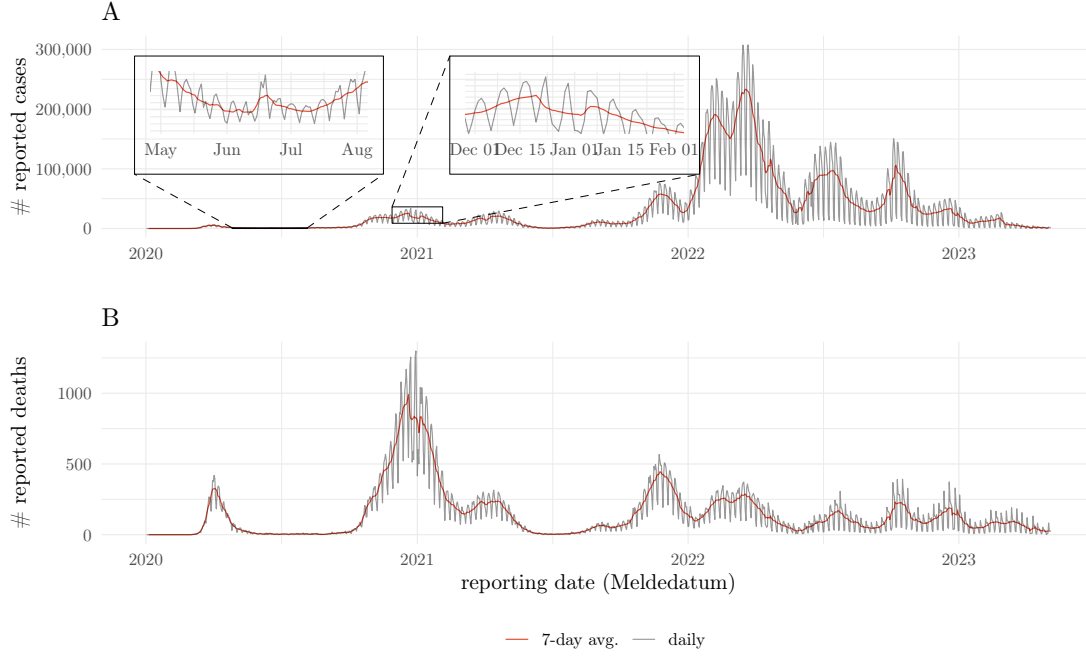 A
# reported cases
300,000
200,000
100,000
0
May Jun Jul Aug
Dec 01 Dec 15 Jan 01 Jan 15 Feb 01
2020 2021 2022 2023
B
# reported deaths
1000
500
0
2020 2021 2022 2023
reporting date (Meldedatum)
7-day avg. daily